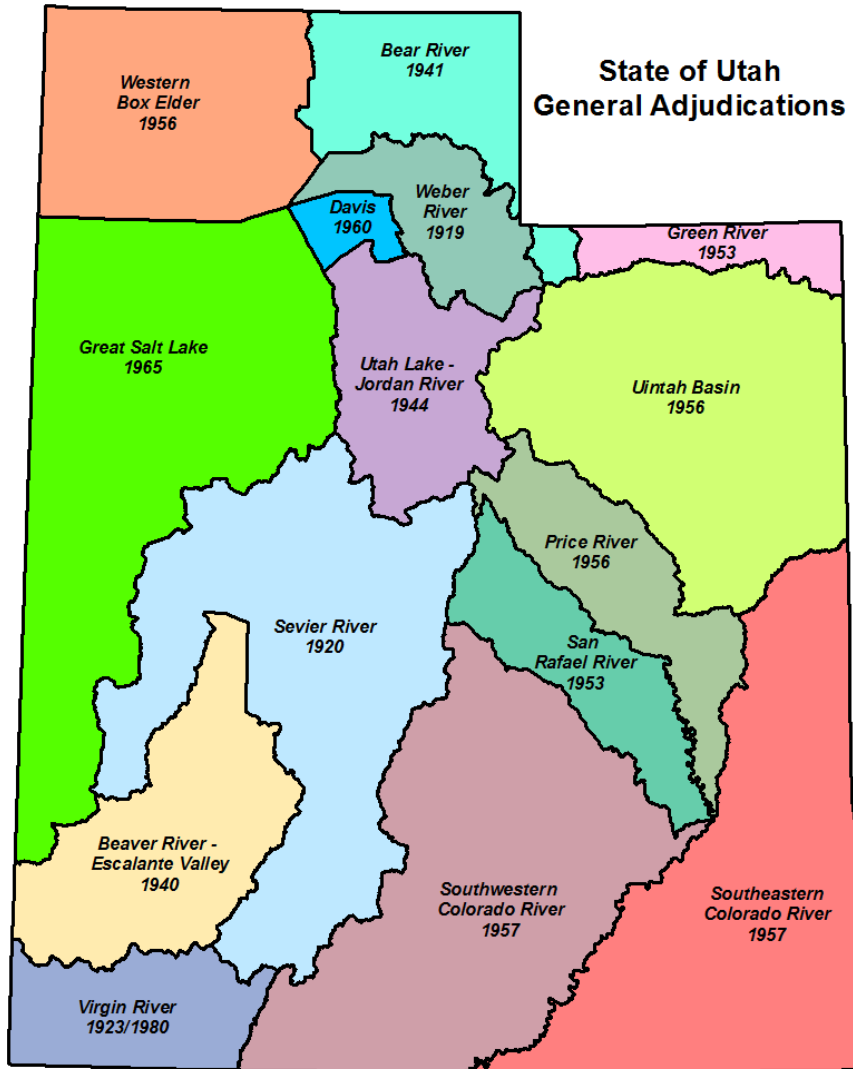 State of Utah
General Adjudications
Western
Box Elder
1956
Bear River
1941
Weber
River
1919
Davis
1960
Green River
1953
Great Salt Lake
1965
Utah Lake -
Jordan River
1944
Uintah Basin
1956
Price River
1956
Sevier River
1920
San
Rafael River
1953
Beaver River -
Escalante Valley
1940
Southwestern
Colorado River
1957
Southeastern
Colorado River
1957
Virgin River
1923/1980